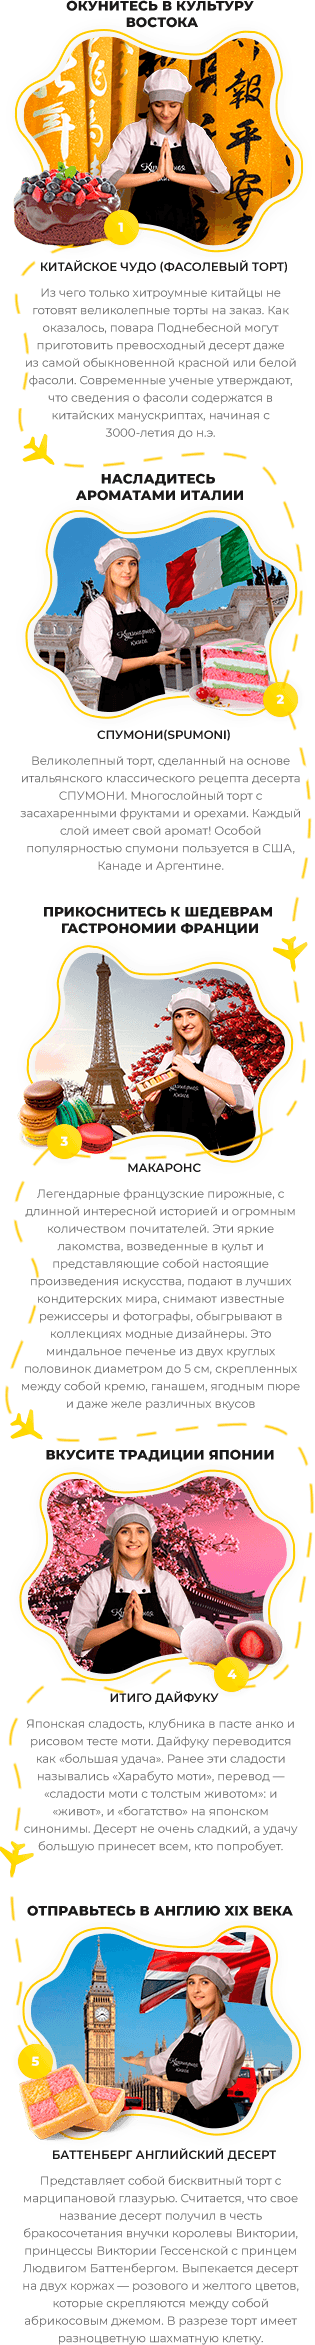 ОКУНИТЕСЬ В КУЛЬТУРУ
ВОСТОКА
Кулинарная
книга
1
КИТАЙСКОЕ ЧУДО (ФАСОЛЕВЫЙ ТОРТ)
Из чего только хитроумные китайцы не
готовят великолепные торты на заказ. Как
оказалось, повара Поднебесной могут
приготовить превосходный десерт даже
из самой обыкновенной красной или белой
фасоли. Современные ученые утверждают,
что сведения о фасоли содержатся в
китайских манускриптах, начиная с
3000-летия до н.э.
НАСЛАДИТЕСЬ
АРОМАТАМИ ИТАЛИИ
Кулинарная
книга
2
СПУМОНИ(SPUMONI)
Великолепный торт, сделанный на основе
итальянского классического рецепта десерта
СПУМОНИ. Многослойный торт с
засахаренными фруктами и орехами. Каждый
слой имеет свой аромат! Особой
популярностью спумони пользуется в США,
Канаде и Аргентине.
ПРИКОСНИТЕСЬ К ШЕДЕВРАМ
ГАСТРОНОМИИ ФРАНЦИИ
Кулинарная
книга
3
МАКАРОНС
Легендарные французские пирожные, с
длинной интересной историей и огромным
количеством почитателей. Эти яркие
лакомства, возведенные в культ и
представляющие собой настоящие
произведения искусства, подают в лучших
кондитерских мира, снимают известные
режиссеры и фотографы, обыгрывают в
коллекциях модные дизайнеры. Это
миндальное печенье из двух круглых
половинок диаметром до 5 см, скрепленных
между собой кремю, ганашем, ягодным пюре
и даже желе различных вкусов
ВКУСИТЕ ТРАДИЦИИ ЯПОНИИ
4
ИТИГО ДАЙФУКУ
Японская сладость, клубника в пасте анко и
рисовом тесте моти. Дайфуку переводится
как «большая удача». Ранее эти сладости
назывались «Харабуто моти», перевод —
«сладости моти с толстым животом»: и
«живот», и «богатство» на японском
синонимы. Десерт не очень сладкий, а удачу
большую принесет всем, кто попробует.
ОТПРАВЬТЕСЬ В АНГЛИЮ XIX ВЕКА
Кулинарная
книга
5
БАТТЕНБЕРГ АНГЛИЙСКИЙ ДЕСЕРТ
Представляет собой бисквитный торт с
марципановой глазурью. Считается, что свое
название десерт получил в честь
бракосочетания внучки королевы Виктории,
принцессы Виктории Гессенской с принцем
Людвигом Баттенбергом. Выпекается десерт
на двух коржах — розового и желтого цветов,
которые скрепляются между собой
абрикосовым джемом. В разрезе торт имеет
разноцветную шахматную клетку.